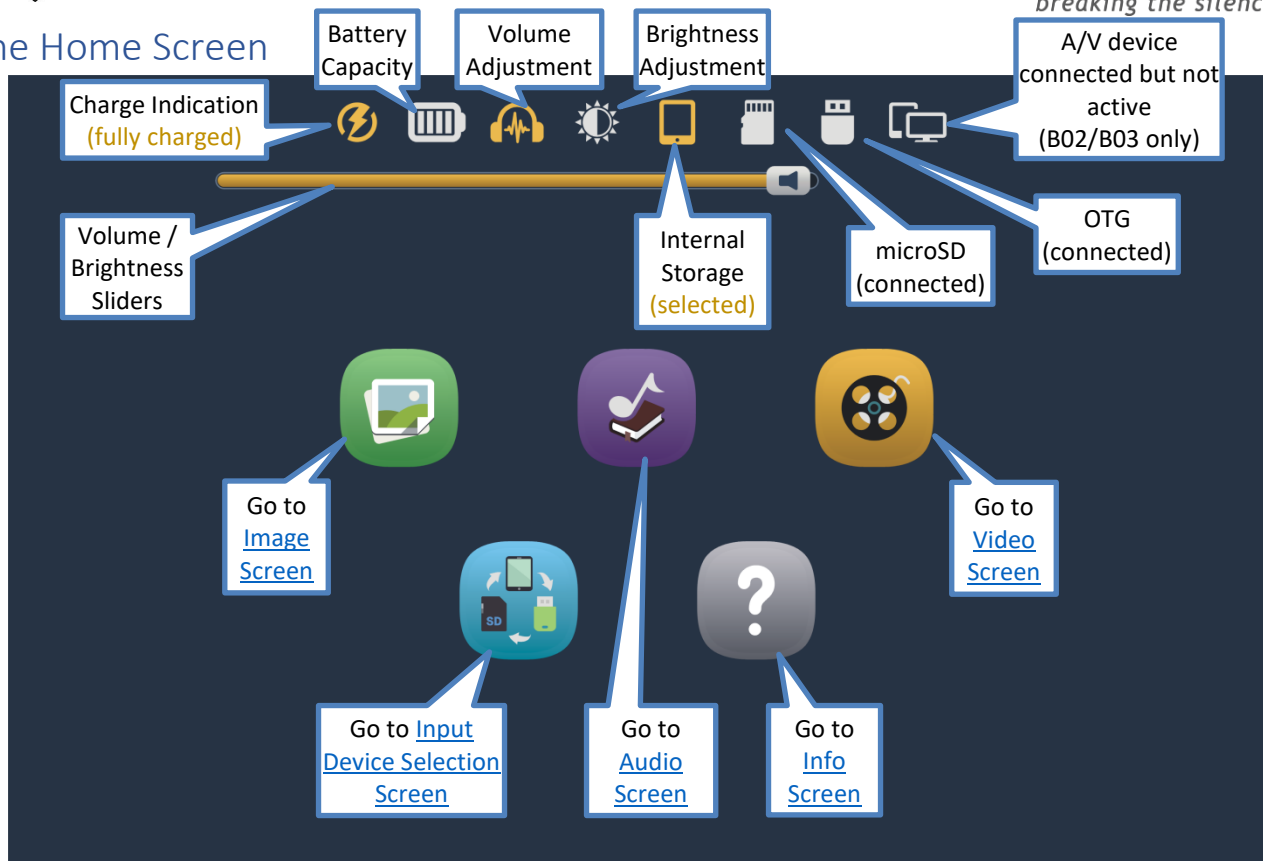 breaking the silenc
ne Home Screen
Battery
Capacity
Volume
Adjustment
Brightness
Adjustment
A/V device
connected but not
active
(B02/B03 only)
Charge Indication
(fully charged)
Volume /
Brightness
Sliders
Internal
Storage
(selected)
microSD
(connected)
OTG
(connected)
Go to
Image
Screen
Go to
Video
Screen
SD
?
Go to Input
Device Selection
Screen
Go to
Audio
Screen
Go to
Info
Screen